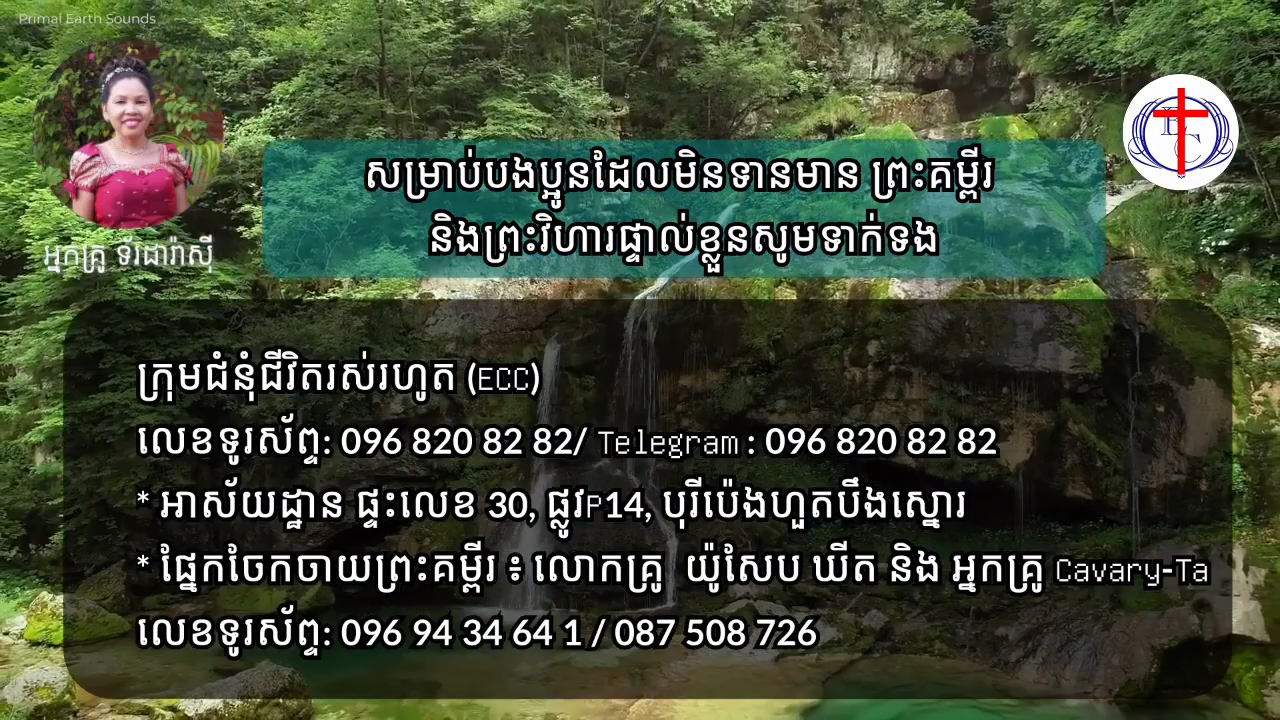 Primal Earth Sounds
សម្រាប់បងប្អូនដែលមិនទានមាន ព្រះគម្ពីរ
និងព្រះវិហារផ្ទាល់ខ្លួនសូមទាក់ទង
អ្នកគ្រូ ទីវដារ៉ាស៊ី
ក្រុមជំនុំជីវិតរស់រហូត (ECC)
លេខទូរស័ព្ទ: 096 820 82 82/ Telegram : 096 820 82 82
* អាស័យដ្ឋាន ផ្ទះលេខ 30, ផ្លូវP14, បុរីប៉េងហួតបឹងស្នោរ
* ផ្នែកចែកចាយព្រះគម្ពីរ ៖ លោកគ្រូ យ៉ូសែប ឃីត និង អ្នកគ្រូ Cavary-Ta
លេខទូរស័ព្ទ: 096 94 34 64 1 / 087 508 726